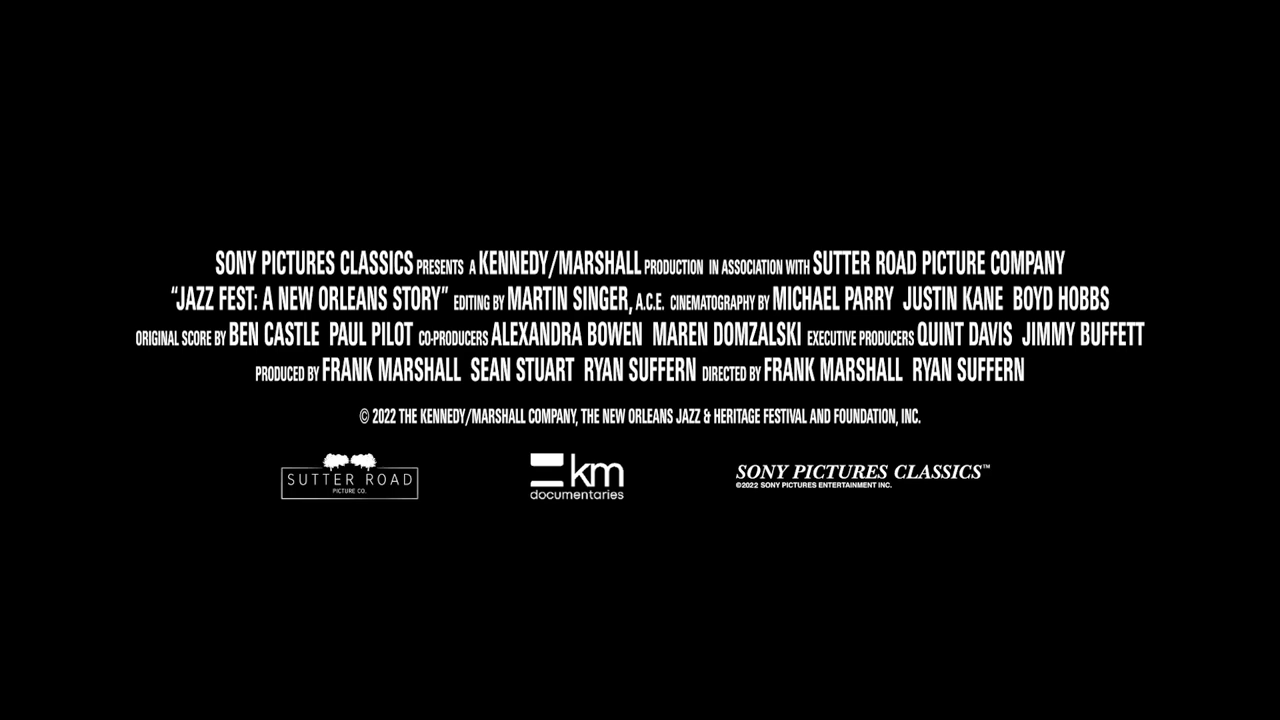 SONY PICTURES CLASSICS PRESENTS A KENNEDY/MARSHALL PRODUCTION IN ASSOCIATION WITH SUTTER ROAD PICTURE COMPANY
“JAZZ FEST: A NEW ORLEANS STORY” EDITING BY MARTIN SINGER, A.C.E. CINEMATOGRAPHY BY MICHAEL PARRY JUSTIN KANE BOYD HOBBS
ORIGINAL SCORE BY BEN CASTLE PAUL PILOT CO-PRODUCERS ALEXANDRA BOWEN MAREN DOMZALSKI EXECUTIVE PRODUCERS QUINT DAVIS JIMMY BUFFETT
PRODUCED BY FRANK MARSHALL SEAN STUART RYAN SUFFERN DIRECTED BY FRANK MARSHALL RYAN SUFFERN
© 2022 THE KENNEDY/MARSHALL COMPANY, THE NEW ORLEANS JAZZ & HERITAGE FESTIVAL AND FOUNDATION, INC.
SUTTER ROAD
PICTURE CO.
km
documentaries
SONY PICTURES CLASSICS™
©2022 SONY PICTURES ENTERTAINMENT INC.